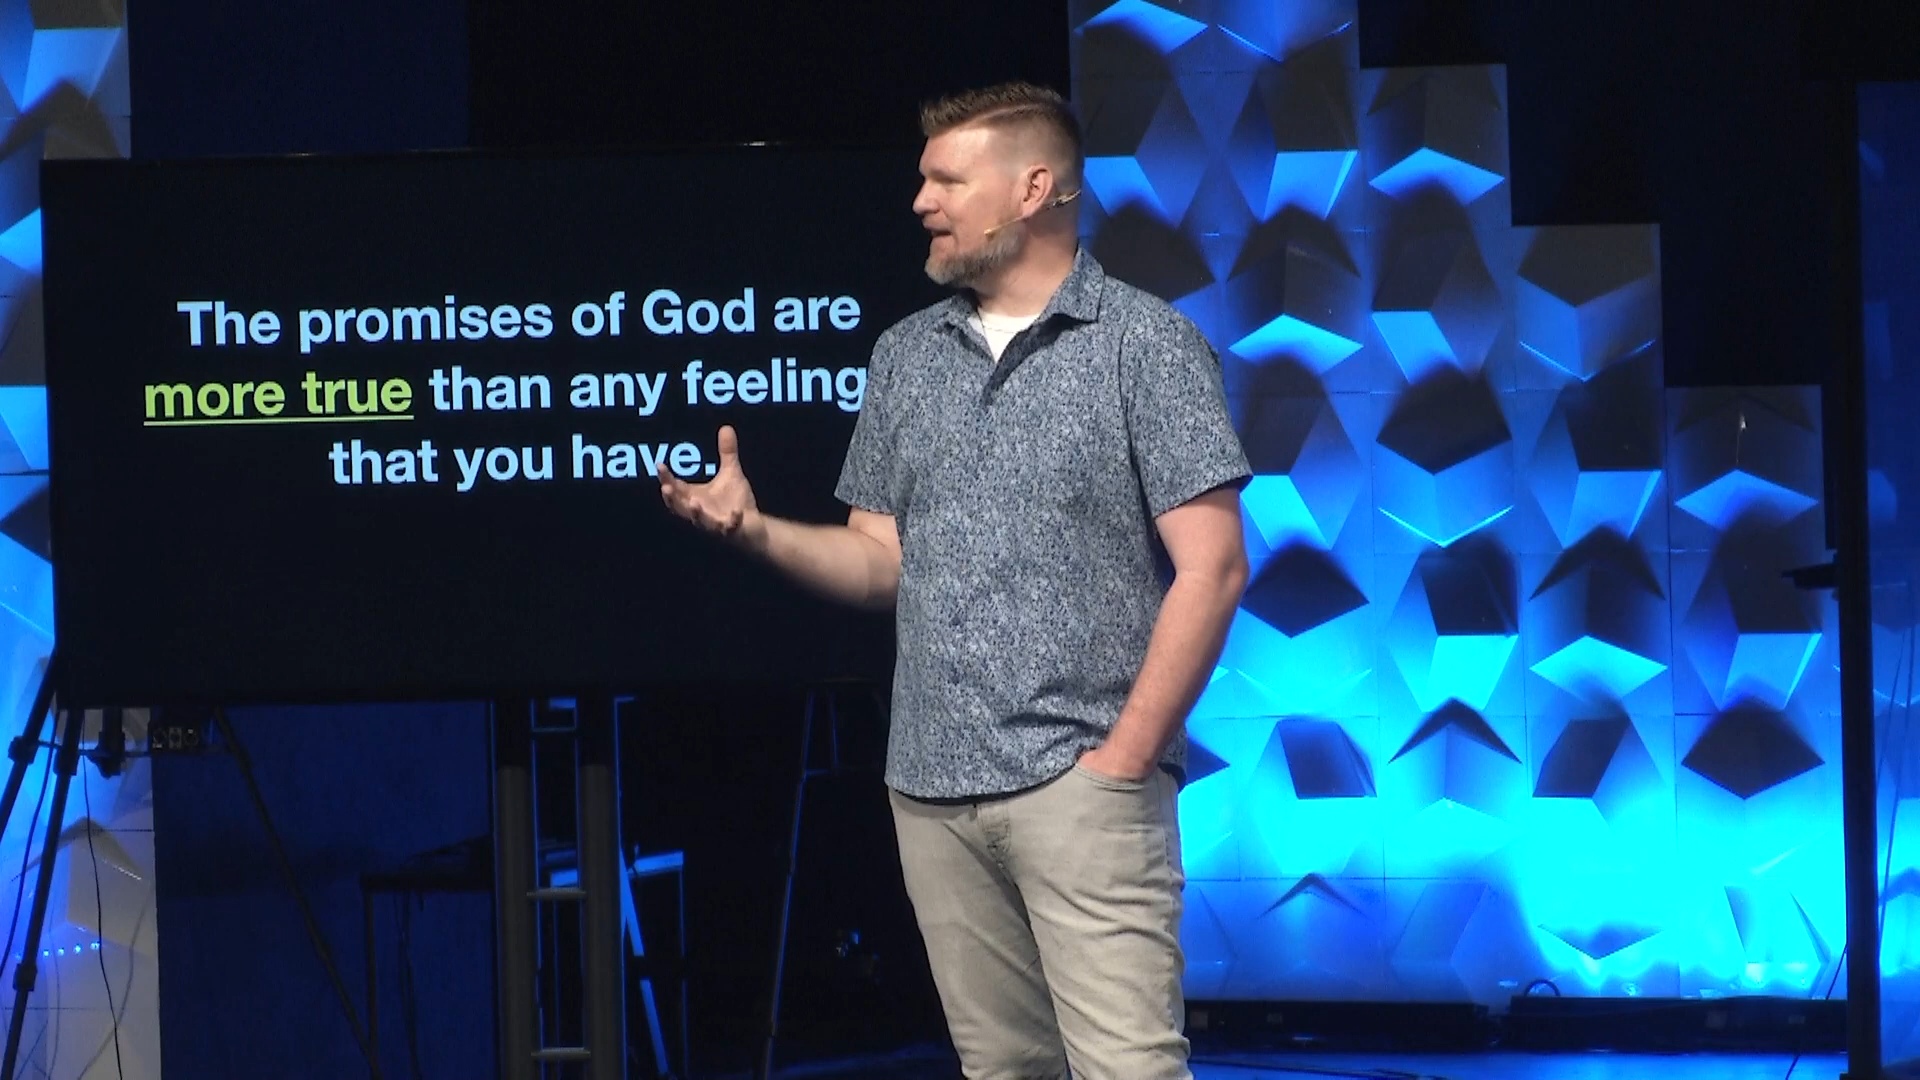 The promises of God are
more true than any feeling
that you have.